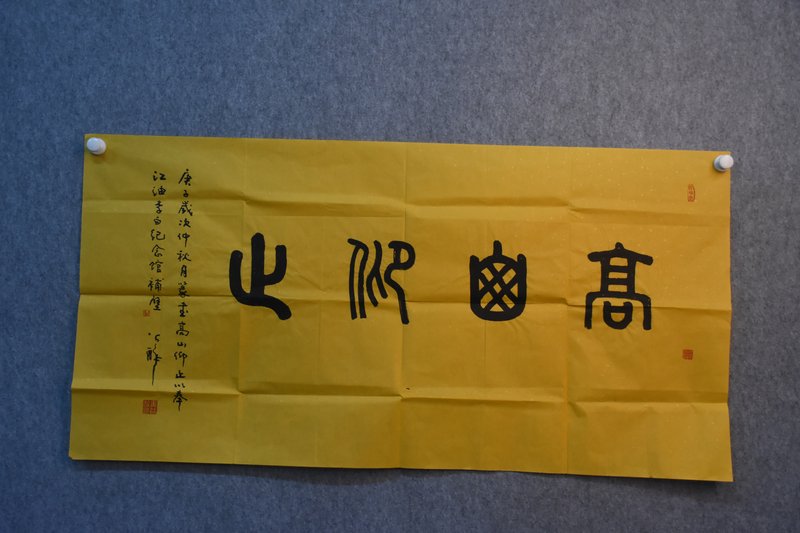 高山仰止
庚子岁次仲秋月篆书高山仰止以奉
江油李白纪念馆补壁